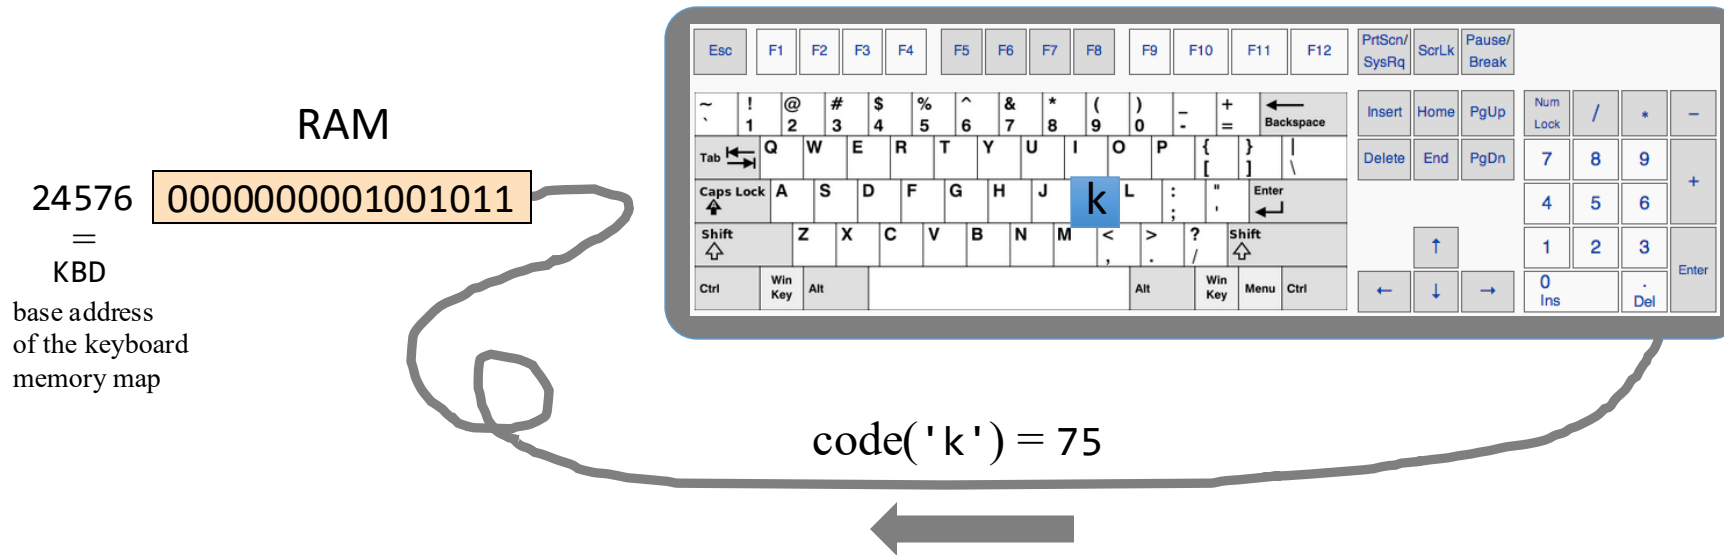 RAM
24576 0000000001001011
=
KBD
base address
of the keyboard
memory map
Esc F1 F2 F3 F4 F5 F6 F7 F8 F9 F10 F11 F12 PrtScn/ ScrLk Pause/
SysRq Break
~ ! @ # $ % ^ & * ( ) _ + ←
` 1 2 3 4 5 6 7 8 9 0 - = Backspace
Insert Home PgUp Num / * −
Lock
Tab Q W E R T Y U I O P { } |
[ ] \
Delete End PgDn 7 8 9 +
Caps Lock A S D F G H J k L : " Enter
; '
4 5 6
Shift Z X C V B N M < > ? Shift
, . /
↑ 1 2 3 Enter
Ctrl Win Alt Alt Win Menu Ctrl
Key Key
← ↓ → 0 .
Ins Del
code('k') = 75